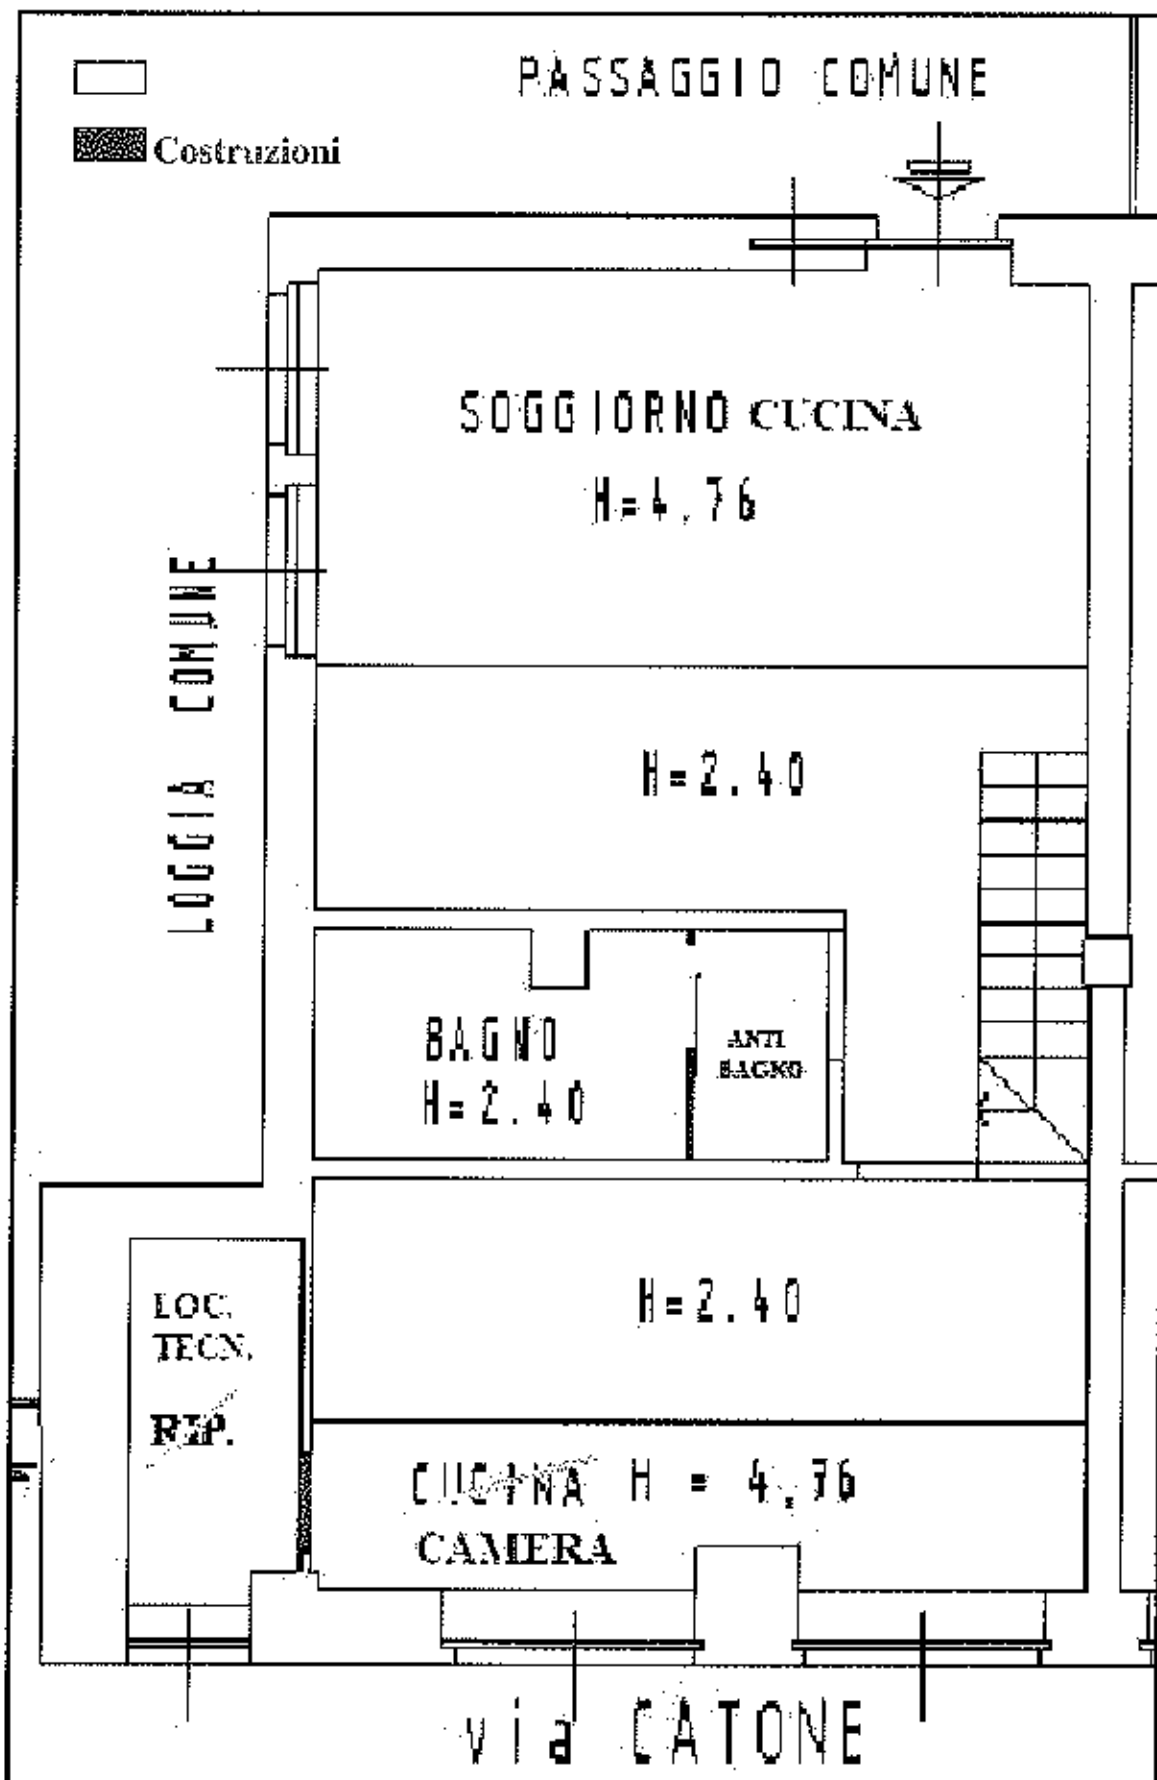 PASSAGGIO COMUNE
Costruzioni
SOGGIORNO CUCINA
H=4.76
LOGGIA COMUNE
H=2.40
BAGNO
H=2.40
ANTI
BAGNO
H=2.40
LOC.
TECN.
RIP.
CUCINA H = 4.76
CAMERA
via CATONE